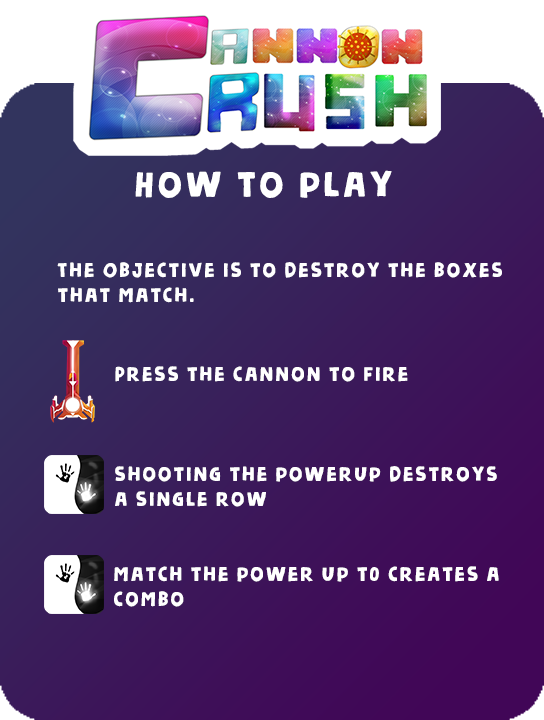 CANNON
CRUSH
HOW TO PLAY
THE OBJECTIVE IS TO DESTROY THE BOXES
THAT MATCH.
PRESS THE CANNON TO FIRE
SHOOTING THE POWERUP DESTROYS
A SINGLE ROW
MATCH THE POWER UP TO CREATES A
COMBO